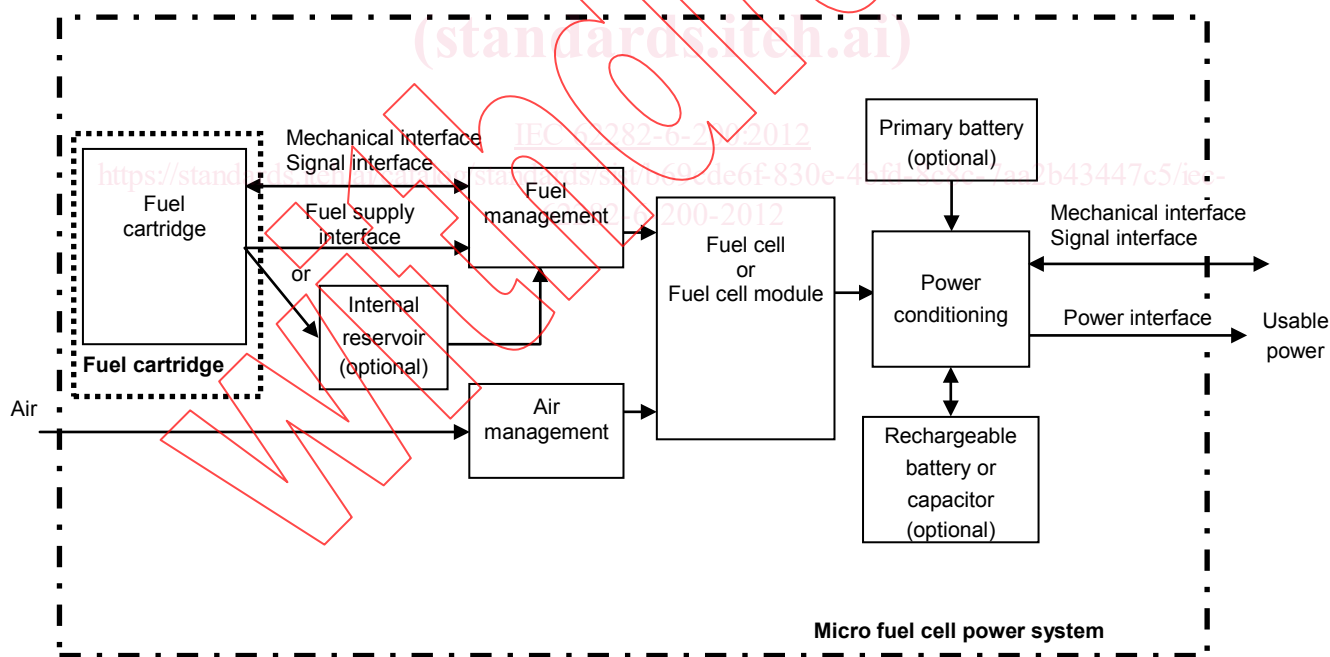 (standards.iteh.ai)
Primary battery
(optional)
Mechanical interface
Signal interface
IEC 62282-6-200:2012
Fuel
cartridge
Fuel
management
Fuel supply
interface
or
Internal
reservoir
(optional)
Fuel cartridge
Air
Air
management
Fuel cell
or
Fuel cell module
Power
conditioning
Mechanical interface
Signal interface
Power interface
Usable
power
Rechargeable
battery or
capacitor
(optional)
Micro fuel cell power system